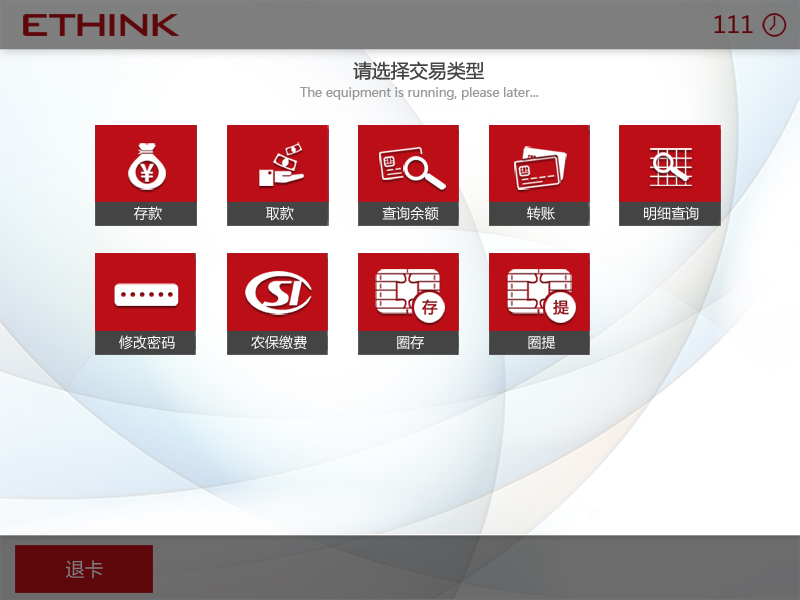 ETHINK
111
请选择交易类型
The equipment is running, please later...
¥
存款
取款
查询余额
转账
明细查询
SI
存
提
修改密码
农保缴费
圈存
圈提
退卡